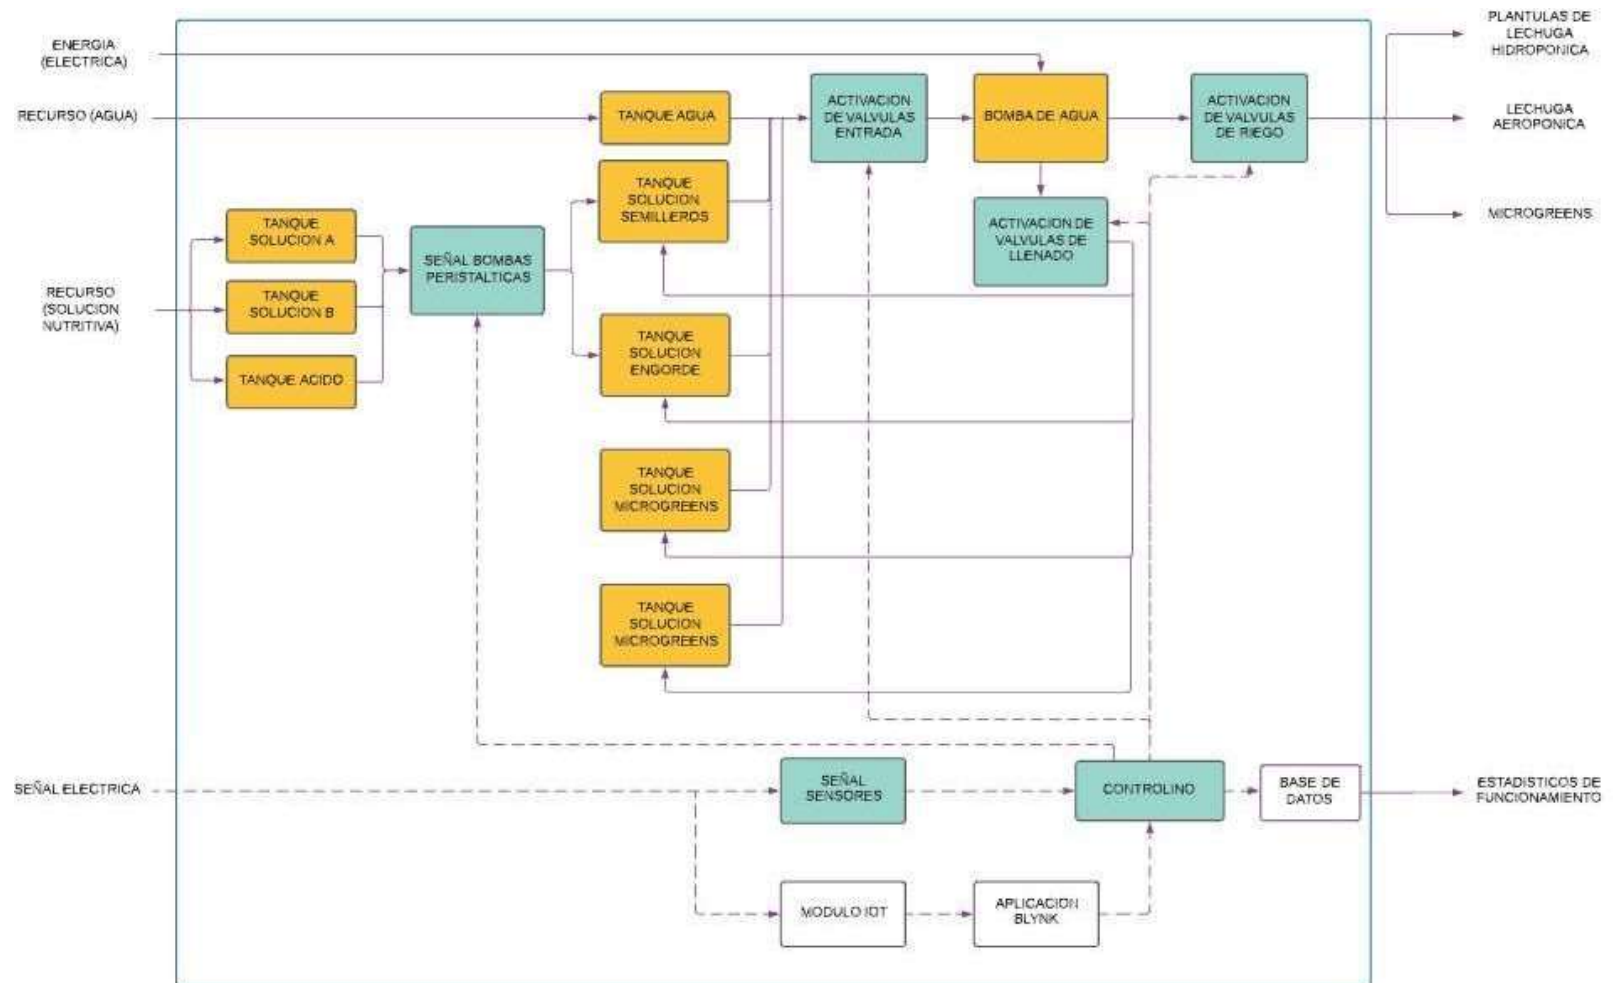 ENERGIA
(ELECTRICA)
RECURSO (AGUA)
RECURSO
(SOLUCION
NUTRITIVA)
SEÑAL ELECTRICA
TANQUE
SOLUCION A
TANQUE
SOLUCION B
TANQUE ACIDO
SEÑAL BOMBAS
PERISTALTICAS
TANQUE AGUA
TANQUE
SOLUCION
SEMILLEROS
TANQUE
SOLUCION
ENGORDE
TANQUE
SOLUCION
MICROGREENS
TANQUE
SOLUCION
MICROGREENS
ACTIVACION
DE VALVULAS
ENTRADA
BOMBA DE AGUA
ACTIVACION DE
VALVULAS DE
LLENADO
ACTIVACION
DE VALVULAS
DE RIEGO
SEÑAL
SENSORES
CONTROLINO
BASE DE
DATOS
MODULO IOT
APLICACIÓN
BLYNK
PLANTULAS DE
LECHUGA
HIDROPONICA
LECHUGA
AEROPONICA
MICROGREENS
ESTADISTICOS DE
FUNCIONAMIENTO